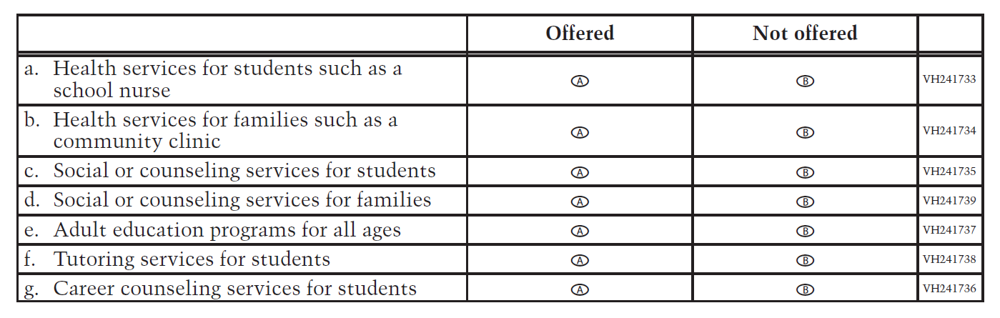 Offered Not offered
a. Health services for students such as a
school nurse
A B VH241733
b. Health services for families such as a
community clinic
A B VH241734
c. Social or counseling services for students A B VH241735
d. Social or counseling services for families A B VH241739
e. Adult education programs for all ages A B VH241737
f. Tutoring services for students A B VH241738
g. Career counseling services for students A B VH241736